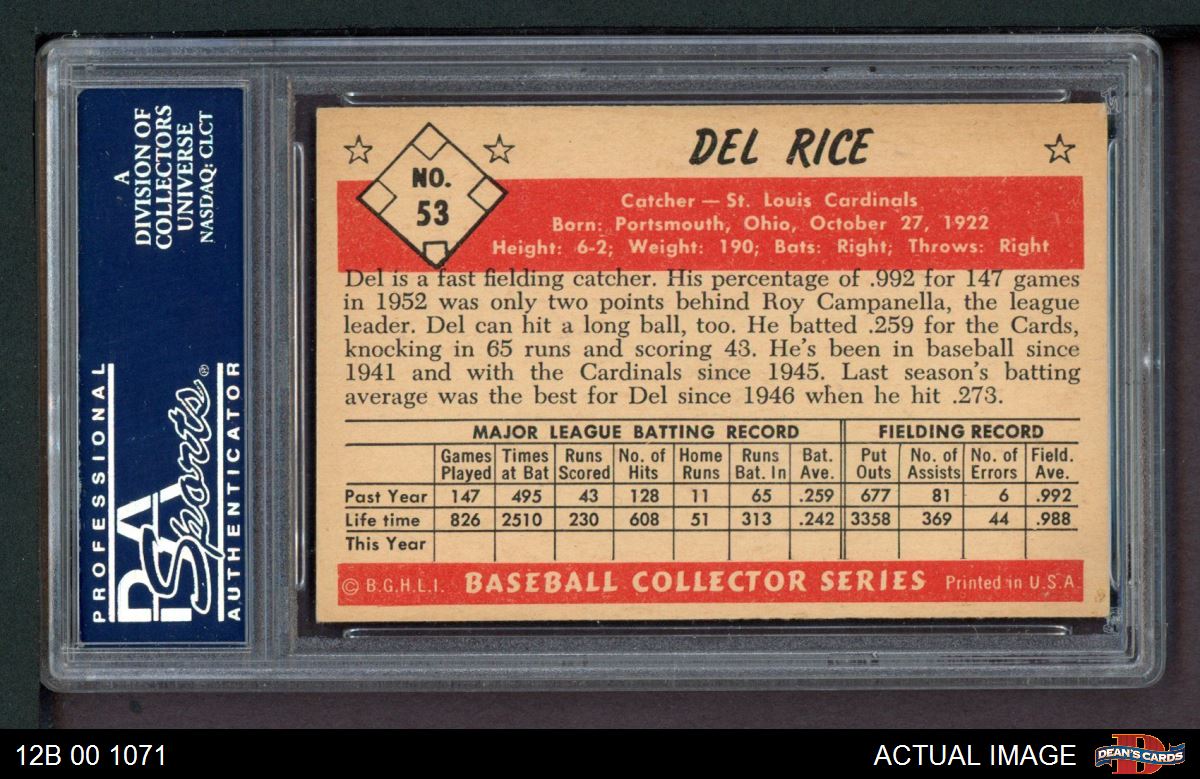 A
DIVISION OF
COLLECTORS
UNIVERSE
NASDAQ: CLCT
PROFESSIONAL
PSA
Sports®
AUTHENTICATOR
NO.
53
DEL RICE
Catcher — St. Louis Cardinals
Born: Portsmouth, Ohio, October 27, 1922
Height: 6-2; Weight: 190; Bats: Right; Throws: Right
Del is a fast fielding catcher. His percentage of .992 for 147 games
in 1952 was only two points behind Roy Campanella, the league
leader. Del can hit a long ball, too. He batted .259 for the Cards,
knocking in 65 runs and scoring 43. He's been in baseball since
1941 and with the Cardinals since 1945. Last season's batting
average was the best for Del since 1946 when he hit .273.
MAJOR LEAGUE BATTING RECORD FIELDING RECORD
Games Times Runs No. of Home Runs Bat. Put No. of No. of Field.
Played at Bat Scored Hits Runs Bat. In Ave. Outs Assists Errors Ave.
Past Year 147 495 43 128 11 65 .259 677 81 6 .992
Life time 826 2510 230 608 51 313 .242 3358 369 44 .988
This Year
© B.G.H.L.I. BASEBALL COLLECTOR SERIES Printed in U.S.A.
12B 00 1071 ACTUAL IMAGE DEAN'S CARDS